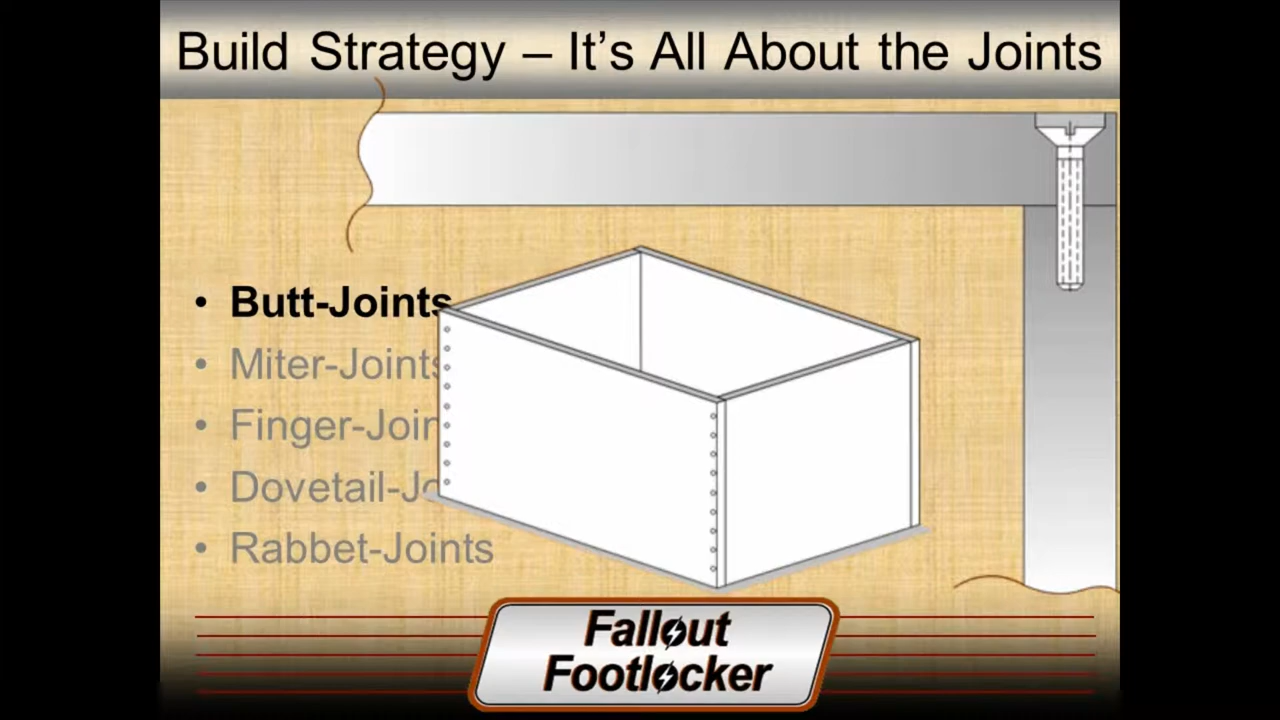 Build Strategy – It’s All About the Joints
• Butt-Joints
• Miter-Joints
• Finger-Join
• Dovetail-Jo
• Rabbet-Joints
Fallout
Footlocker